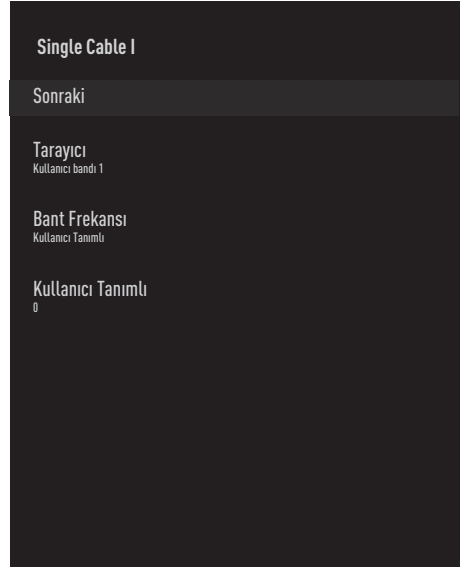 Single Cable I
Sonraki
Tarayıcı
Kullanıcı bandı 1
Bant Frekansı
Kullanıcı Tanımlı
Kullanıcı Tanımlı
0